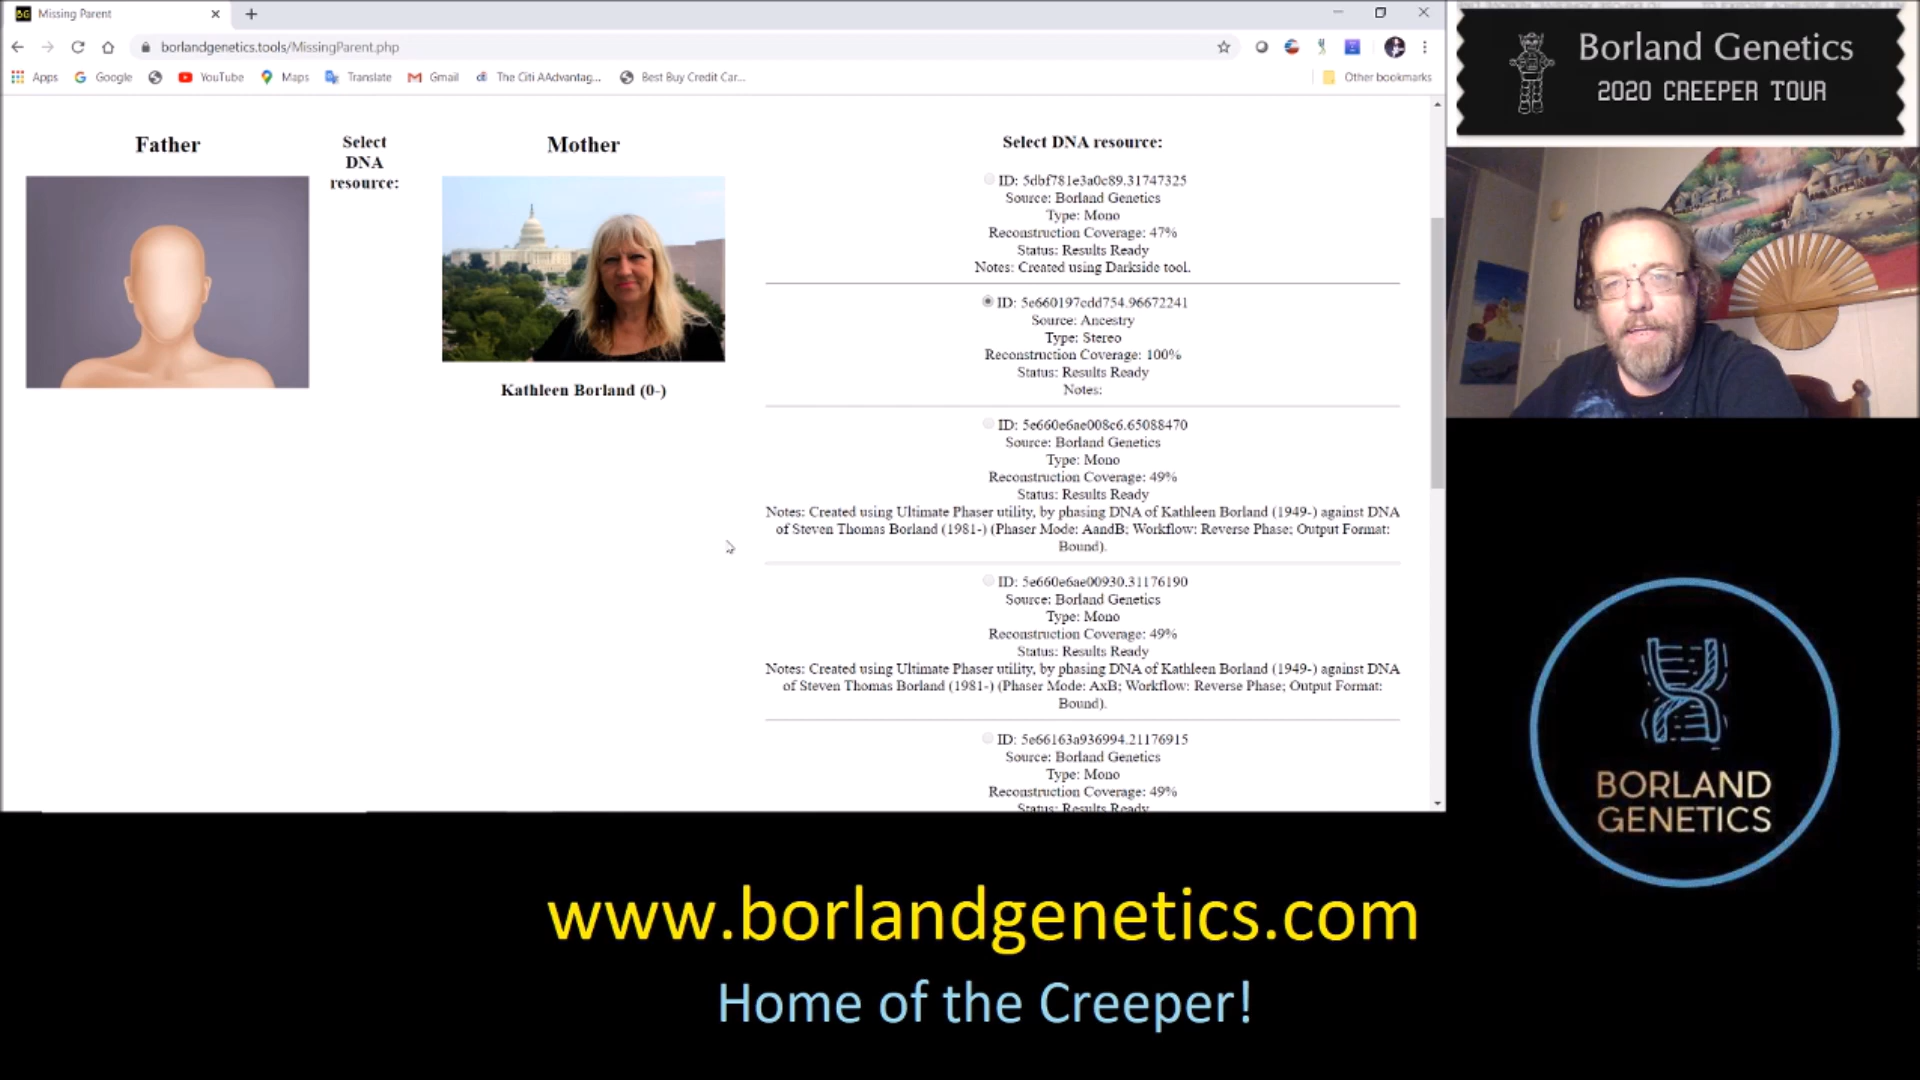 BG Missing Parent
borlandgenetics.tools/MissingParent.php
Apps Google YouTube Maps Translate Gmail The Citi AAdvantag... Best Buy Credit Car... Other bookmarks
Father
Select
DNA
resource:
Mother
Kathleen Borland (0-)
Select DNA resource:
ID: 5dbf781e3a0c89.31747325
Source: Borland Genetics
Type: Mono
Reconstruction Coverage: 47%
Status: Results Ready
Notes: Created using Darkside tool.
ID: 5e660197cdd754.96672241
Source: Ancestry
Type: Stereo
Reconstruction Coverage: 100%
Status: Results Ready
Notes:
ID: 5e660e6ae008c6.65088470
Source: Borland Genetics
Type: Mono
Reconstruction Coverage: 49%
Status: Results Ready
Notes: Created using Ultimate Phaser utility, by phasing DNA of Kathleen Borland (1949-) against DNA
of Steven Thomas Borland (1981-) (Phaser Mode: AandB; Workflow: Reverse Phase; Output Format:
Bound).
ID: 5e660e6ae00930.31176190
Source: Borland Genetics
Type: Mono
Reconstruction Coverage: 49%
Status: Results Ready
Notes: Created using Ultimate Phaser utility, by phasing DNA of Kathleen Borland (1949-) against DNA
of Steven Thomas Borland (1981-) (Phaser Mode: AxB; Workflow: Reverse Phase; Output Format:
Bound).
ID: 5e66163a936994.21176915
Source: Borland Genetics
Type: Mono
Reconstruction Coverage: 49%
Status: Results Ready
Borland Genetics
2020 CREEPER TOUR
BORLAND
GENETICS
www.borlandgenetics.com
Home of the Creeper!